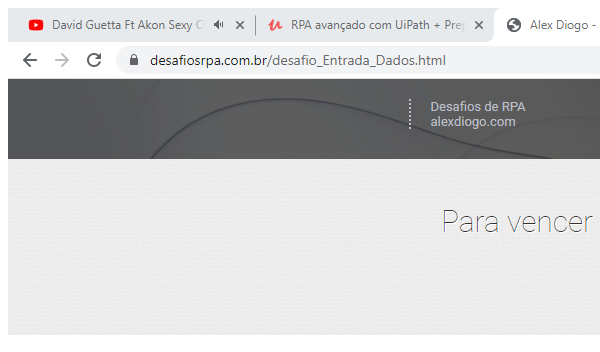 David Guetta Ft Akon Sexy C
RPA avançado com UiPath + Prep
Alex Diogo -
desafiosrpa.com.br/desafio_Entrada_Dados.html
Desafios de RPA
alexdiogo.com
Para vencer